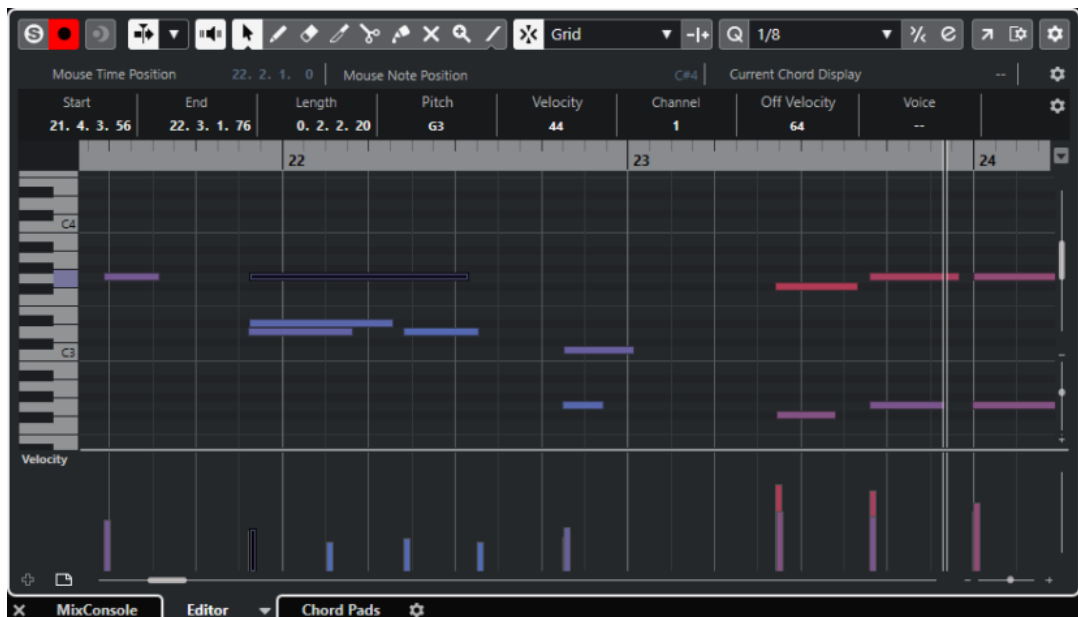 S Grid Q 1/8
Mouse Time Position 22. 2. 1. 0 Mouse Note Position C#4 Current Chord Display --
Start End Length Pitch Velocity Channel Off Velocity Voice
21. 4. 3. 56 22. 3. 1. 76 0. 2. 2. 20 G3 44 1 64 --
22 23 24
C4
C3
Velocity
MixConsole Editor Chord Pads